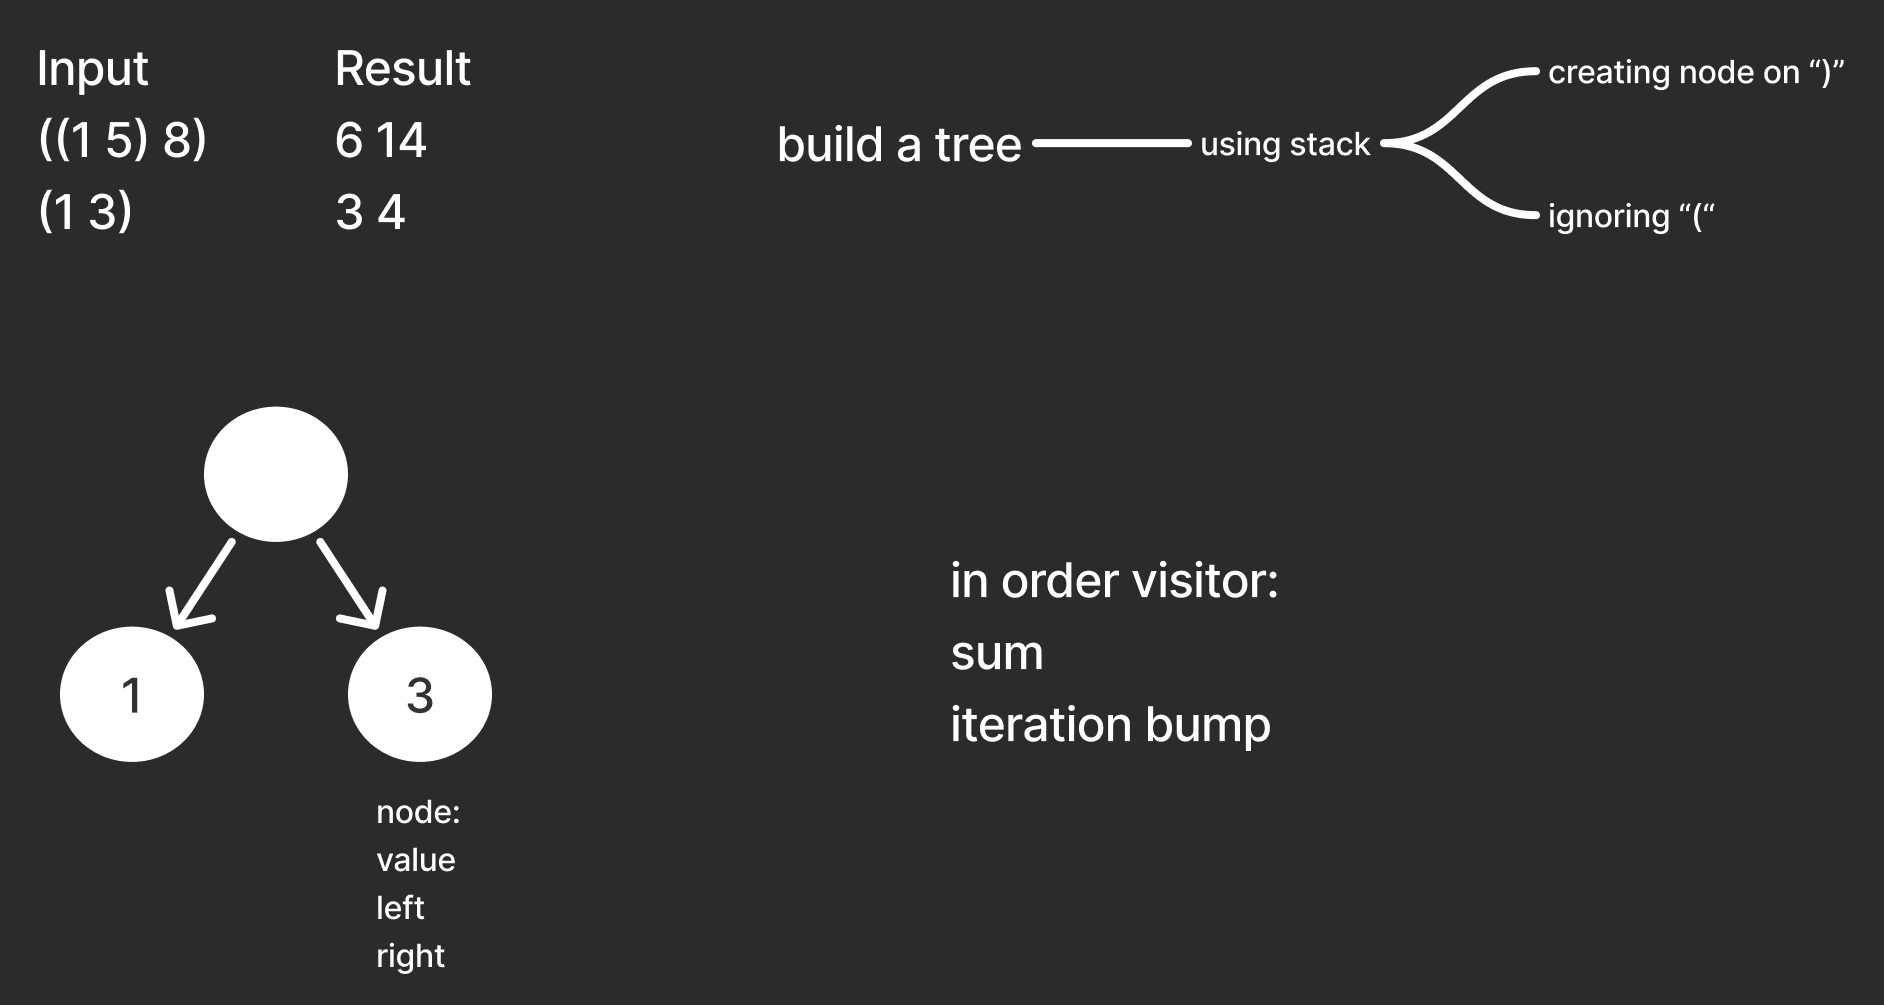 Input
Result
((1 5) 8)
6 14
(1 3)
3 4
build a tree
using stack
creating node on “)”
ignoring “(“
1
3
node:
value
left
right
in order visitor:
sum
iteration bump